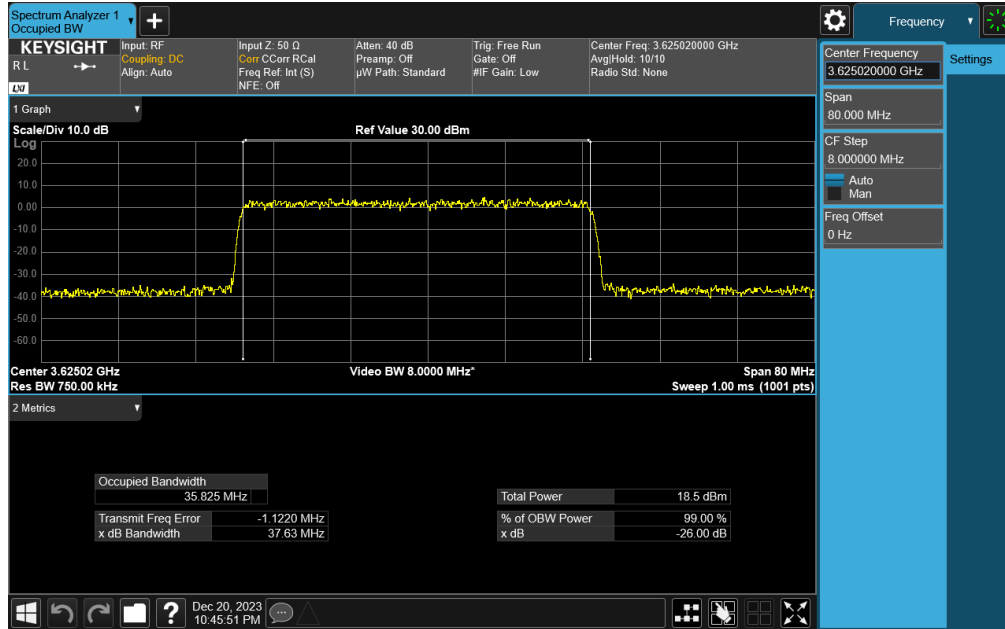 Spectrum Analyzer 1
Occupied BW
+
Frequency
KEYSIGHT
R L
LXI
Input: RF
Coupling: DC
Align: Auto
Input Z: 50 Ω
Corr CCorr RCal
Freq Ref: Int (S)
NFE: Off
Atten: 40 dB
Preamp: Off
µW Path: Standard
Trig: Free Run
Gate: Off
#IF Gain: Low
Center Freq: 3.625020000 GHz
Avg|Hold: 10/10
Radio Std: None
Center Frequency
3.625020000 GHz
Settings
Span
80.000 MHz
CF Step
8.000000 MHz
Auto
Man
Freq Offset
0 Hz
1 Graph
Scale/Div 10.0 dB
Ref Value 30.00 dBm
Log
20.0
10.0
0.00
-10.0
-20.0
-30.0
-40.0
-50.0
-60.0
Center 3.62502 GHz
Video BW 8.0000 MHz*
Span 80 MHz
Res BW 750.00 kHz
Sweep 1.00 ms (1001 pts)
2 Metrics
Occupied Bandwidth
35.825 MHz
Total Power 18.5 dBm
Transmit Freq Error -1.1220 MHz
% of OBW Power 99.00 %
x dB Bandwidth 37.63 MHz
x dB -26.00 dB
?
Dec 20, 2023
10:45:51 PM